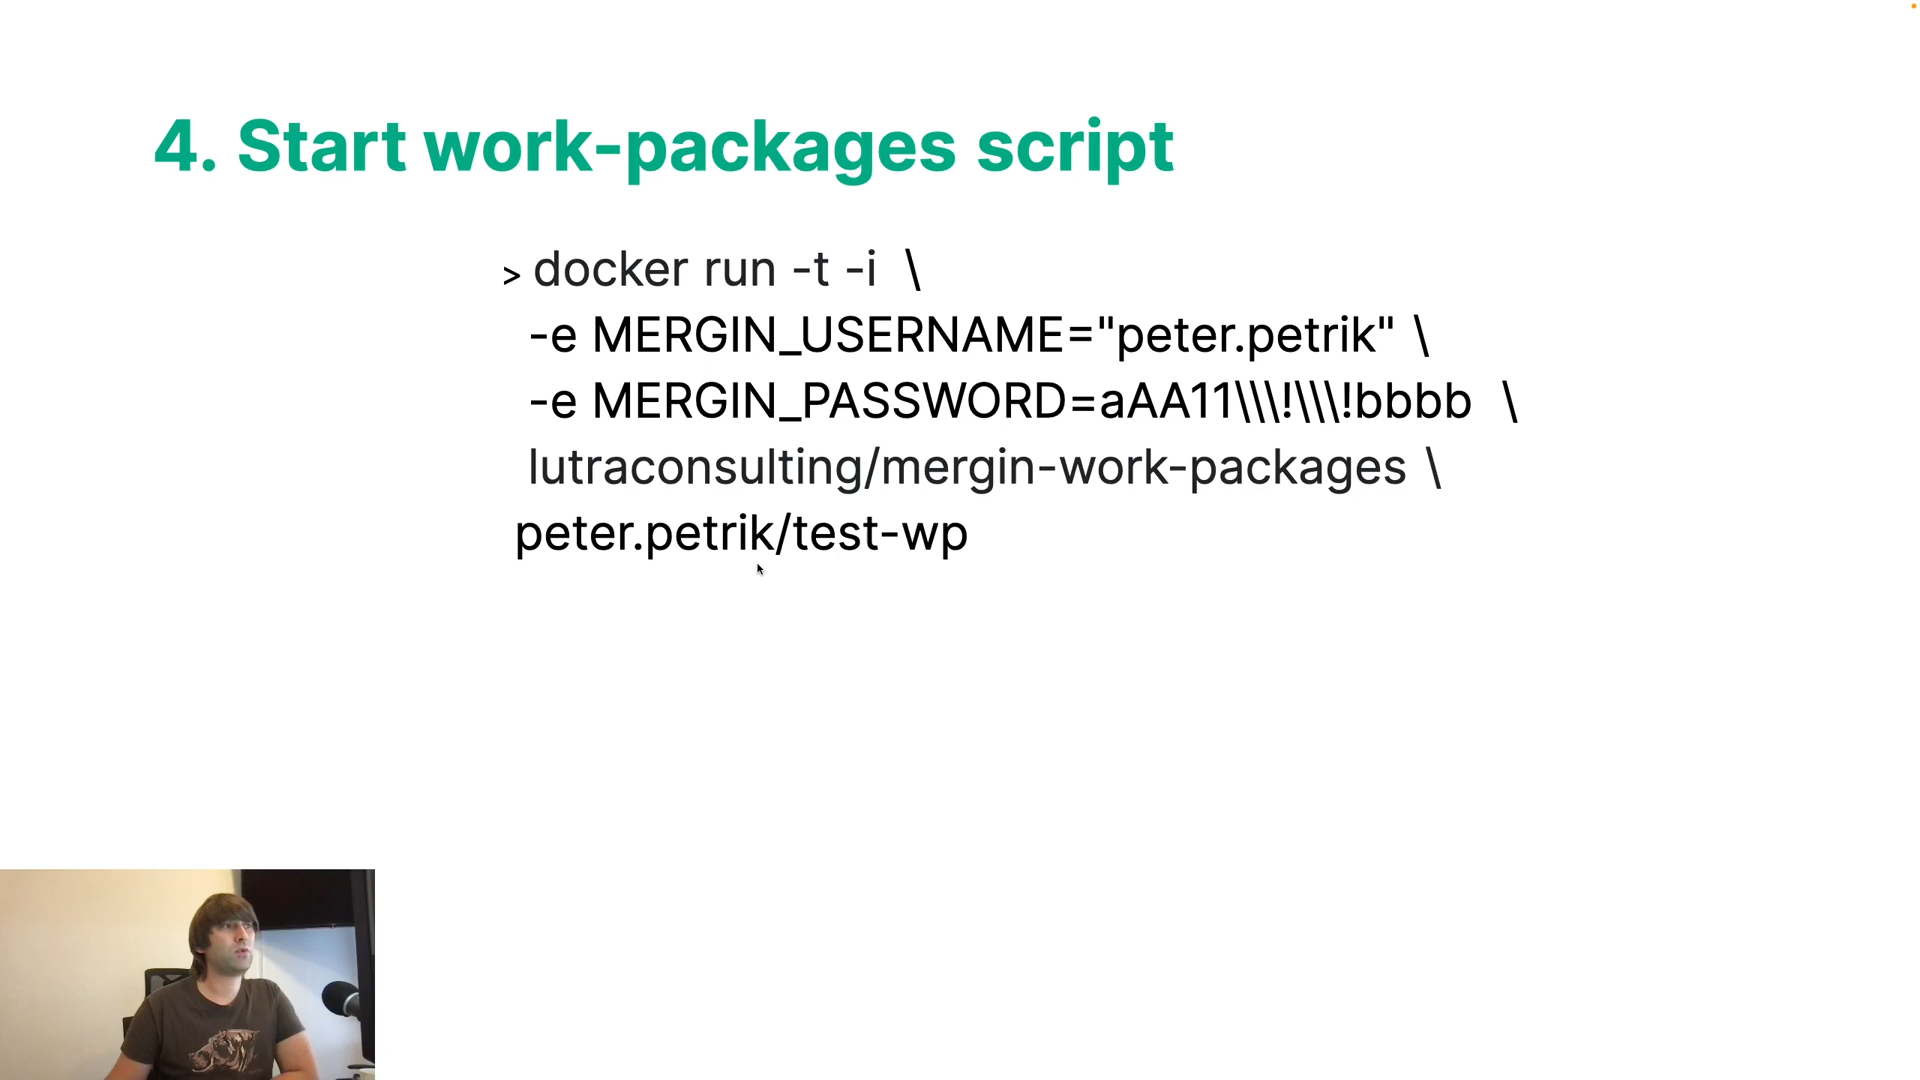 4. Start work-packages script
> docker run -t -i \
-e MERGIN_USERNAME="peter.petrik" \
-e MERGIN_PASSWORD=aAA11\\\!\\\!bbbb \
lutraconsulting/mergin-work-packages \
peter.petrik/test-wp